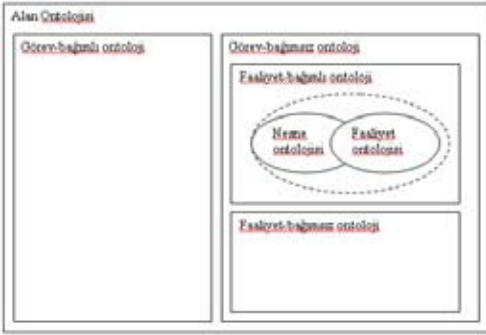 Alan Ontolojisi
Görev-bağımlı ontoloji
Görev-bağımsız ontoloji
Faaliyet-bağımlı ontoloji
Nesne
ontolojisi
Faaliyet
ontolojisi
Faaliyet-bağımsız ontoloji